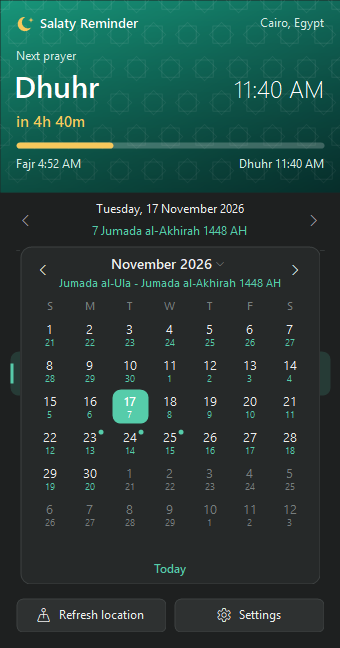 Salaty Reminder Cairo, Egypt
Next prayer
Dhuhr 11:40 AM
in 4h 40m
Fajr 4:52 AM Dhuhr 11:40 AM
Tuesday, 17 November 2026
7 Jumada al-Akhirah 1448 AH
November 2026
Jumada al-Ula - Jumada al-Akhirah 1448 AH
S M T W T F S
1 2 3 4 5 6 7
21 22 23 24 25 26 27
8 9 10 11 12 13 14
28 29 30 1 2 3 4
15 16 17 18 19 20 21
5 6 7 8 9 10 11
22 23 24 25 26 27 28
12 13 14 15 16 17 18
29 30 1 2 3 4 5
19 20 21 22 23 24 25
6 7 8 9 10 11 12
26 27 28 29 1 2 3
Today
Refresh location Settings